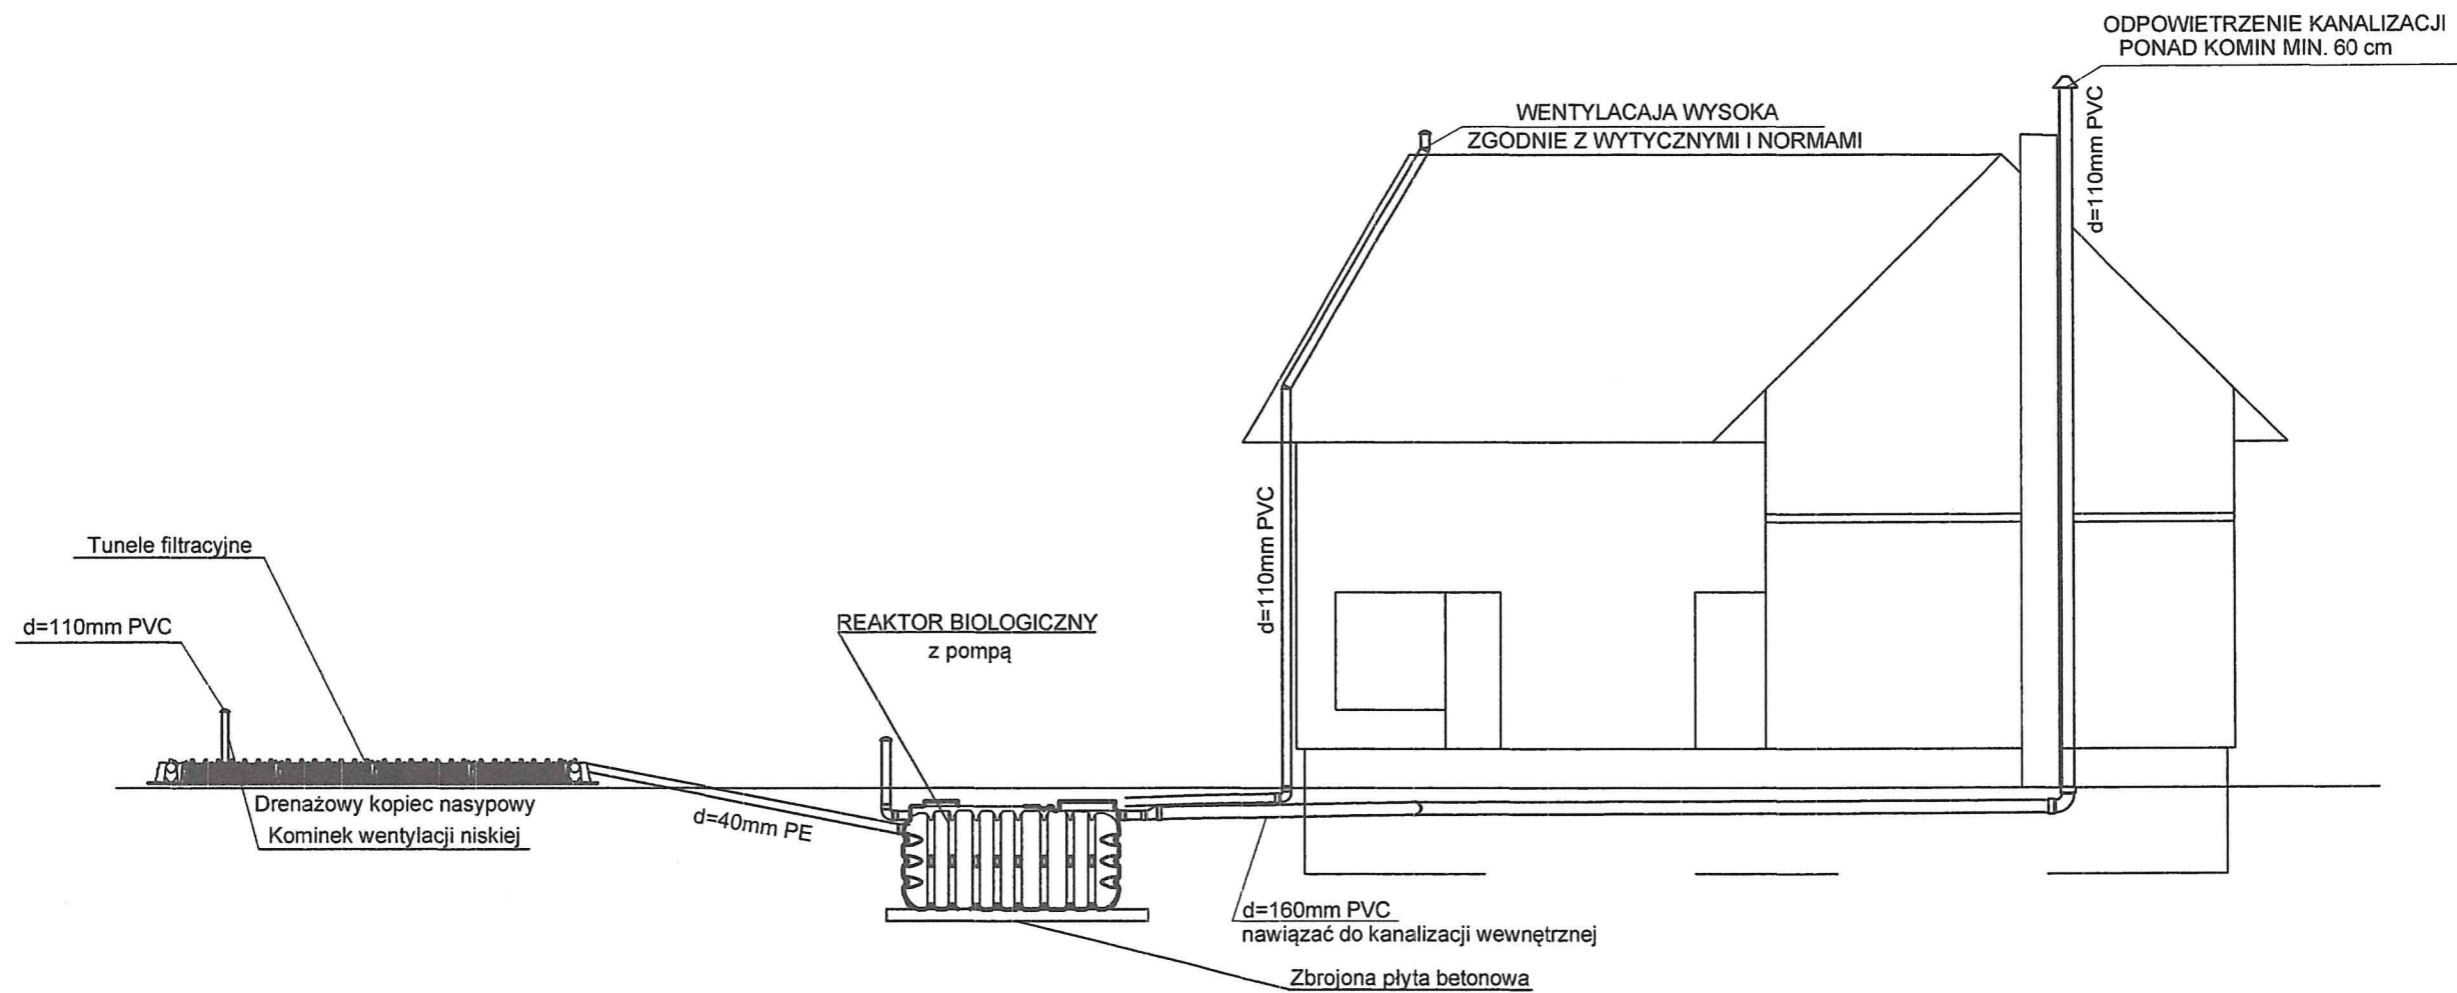 ODPOWIETRZENIE KANALIZACJI
PONAD KOMIN MIN. 60 cm
d=110mm PVC
WENTYLACAJA WYSOKA
ZGODNIE Z WYTYCZNYMI I NORMAMI
d=110mm PVC
Tunele filtracyjne
d=110mm PVC
REAKTOR BIOLOGICZNY
z pompą
Drenażowy kopiec nasypowy
Kominek wentylacji niskiej
d=40mm PE
d=160mm PVC
nawiązać do kanalizacji wewnętrznej
Zbrojona płyta betonowa